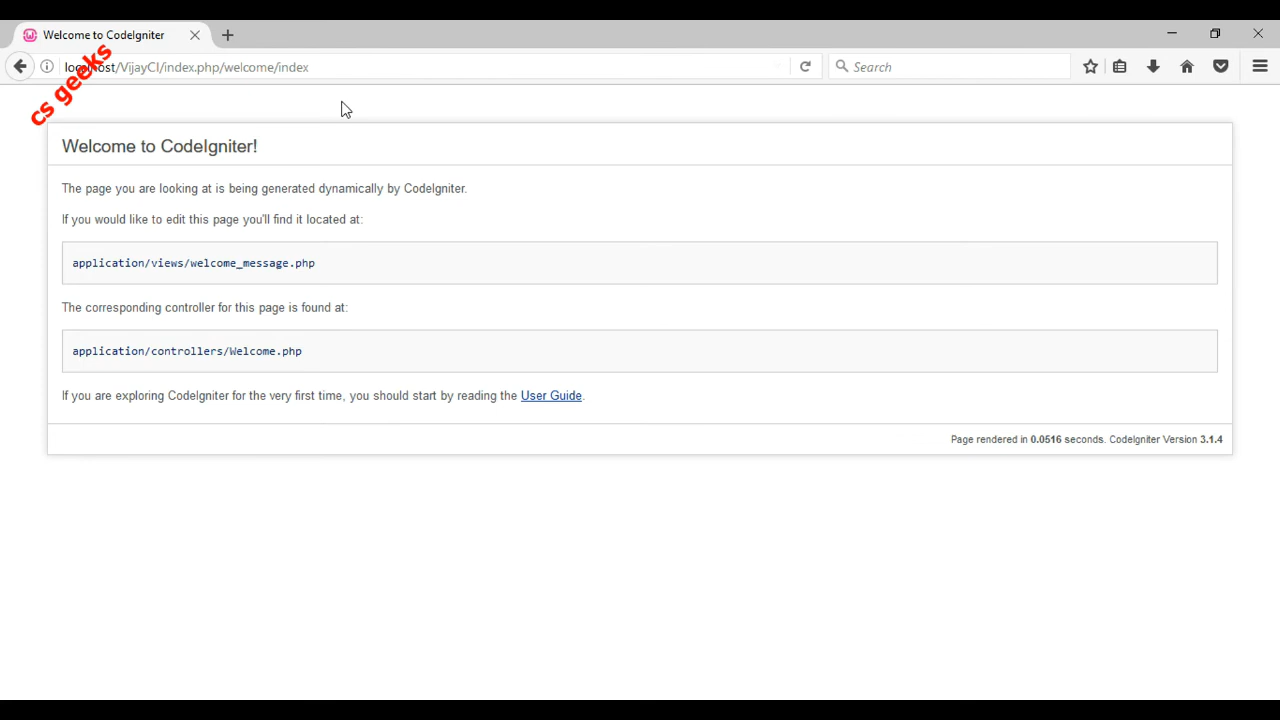 Welcome to CodeIgniter
localhost/VijayCI/index.php/welcome/index
Search
cs geeks
Welcome to CodeIgniter!
The page you are looking at is being generated dynamically by CodeIgniter.
If you would like to edit this page you'll find it located at:
application/views/welcome_message.php
The corresponding controller for this page is found at:
application/controllers/Welcome.php
If you are exploring CodeIgniter for the very first time, you should start by reading the User Guide.
Page rendered in 0.0516 seconds. CodeIgniter Version 3.1.4